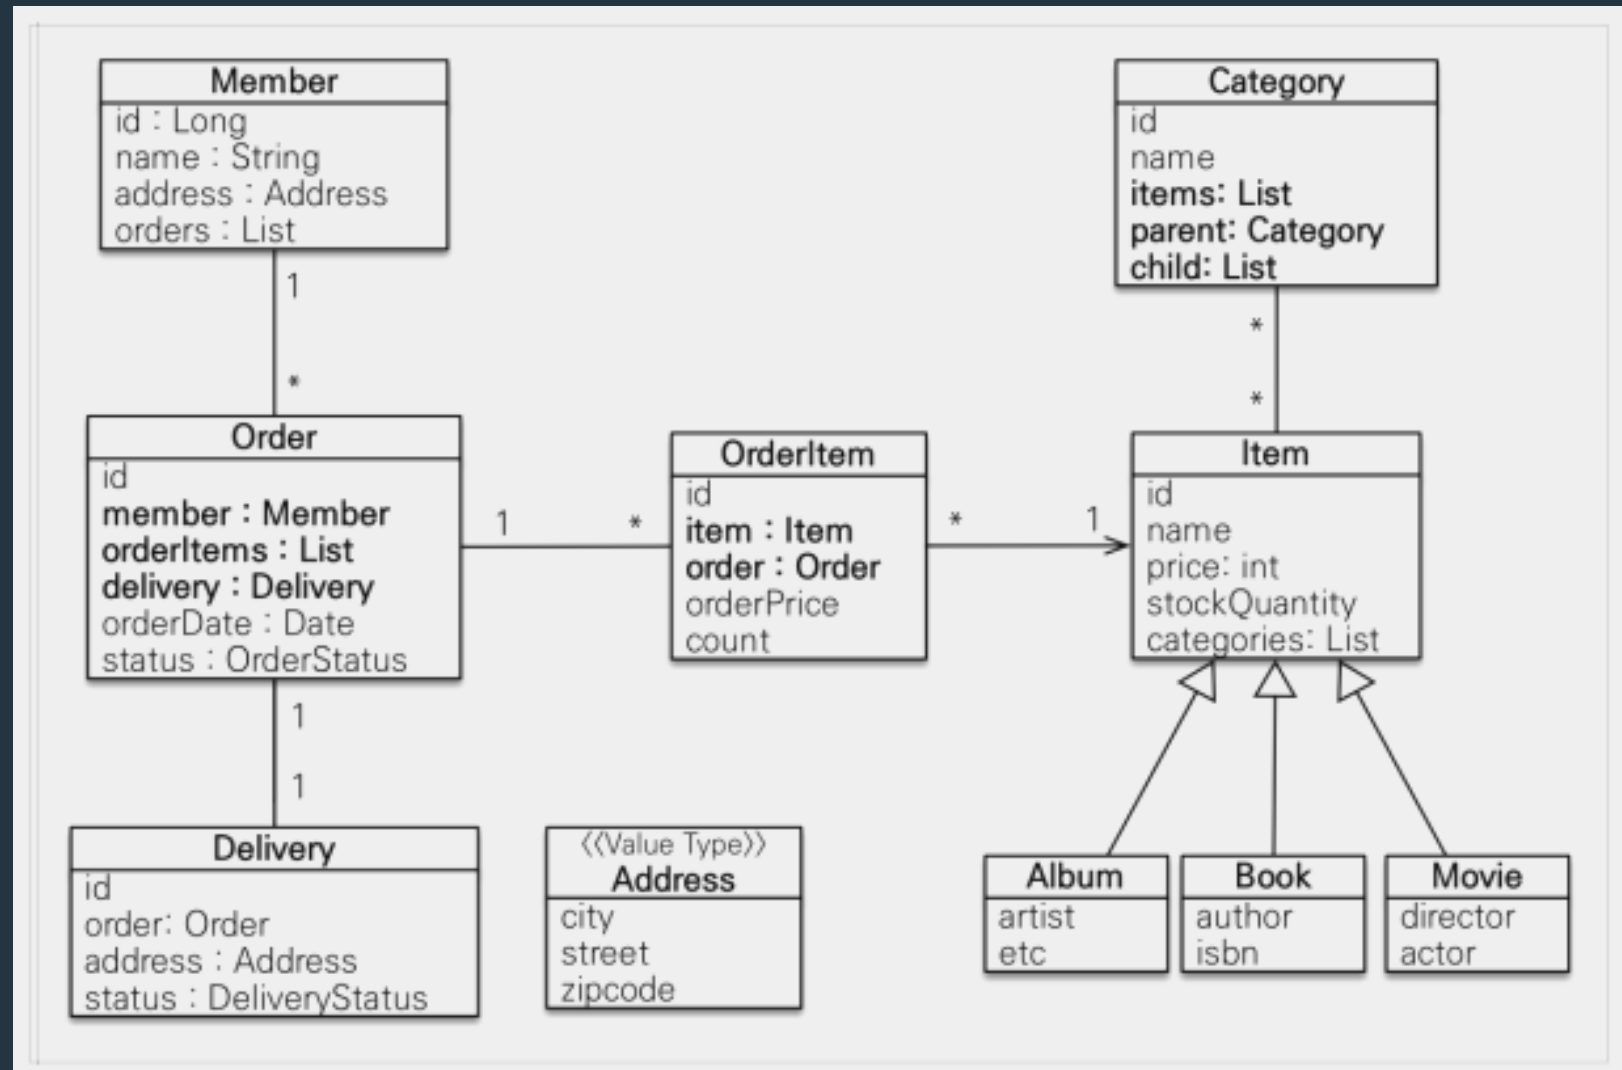 Member
id : Long
name : String
address : Address
orders : List
Category
id
name
items: List
parent: Category
child: List
1
*
*
*
Order
id
member : Member
orderItems : List
delivery : Delivery
orderDate : Date
status : OrderStatus
1
*
OrderItem
id
item : Item
order : Order
orderPrice
count
*
1
Item
id
name
price: int
stockQuantity
categories: List
1
1
Delivery
id
order: Order
address : Address
status : DeliveryStatus
<<Value Type>>
Address
city
street
zipcode
Album
artist
etc
Book
author
isbn
Movie
director
actor